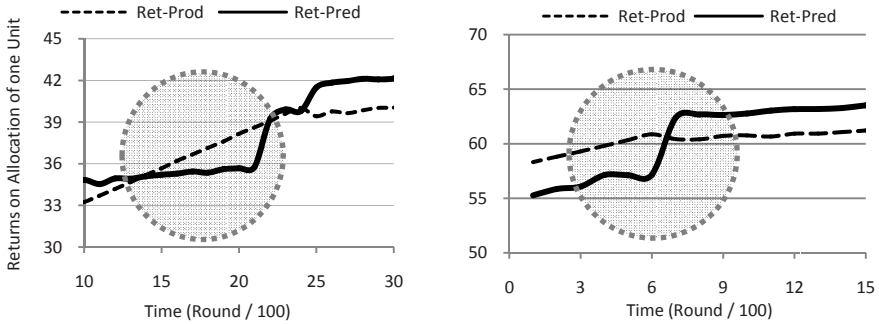 Ret-Prod Ret-Pred
Returns on Allocation of one Unit
45
42
39
36
33
30
10 15 20 25 30
Time (Round / 100)
Ret-Prod Ret-Pred
70
65
60
55
50
0 3 6 9 12 15
Time (Round / 100)